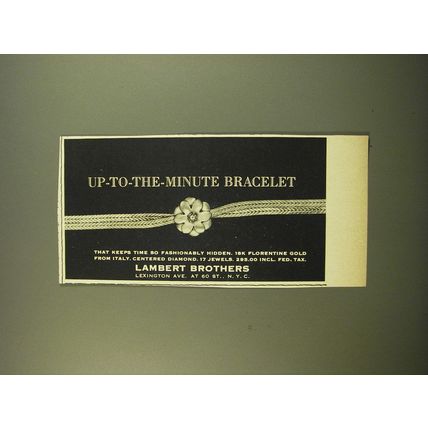 UP-TO-THE-MINUTE BRACELET
THAT KEEPS TIME SO FASHIONABLY HIDDEN. 18K FLORENTINE GOLD
FROM ITALY. CENTERED DIAMOND. 17 JEWELS. 295.00 INCL. FED. TAX.
LAMBERT BROTHERS
LEXINGTON AVE. AT 60 ST., N.Y.C.